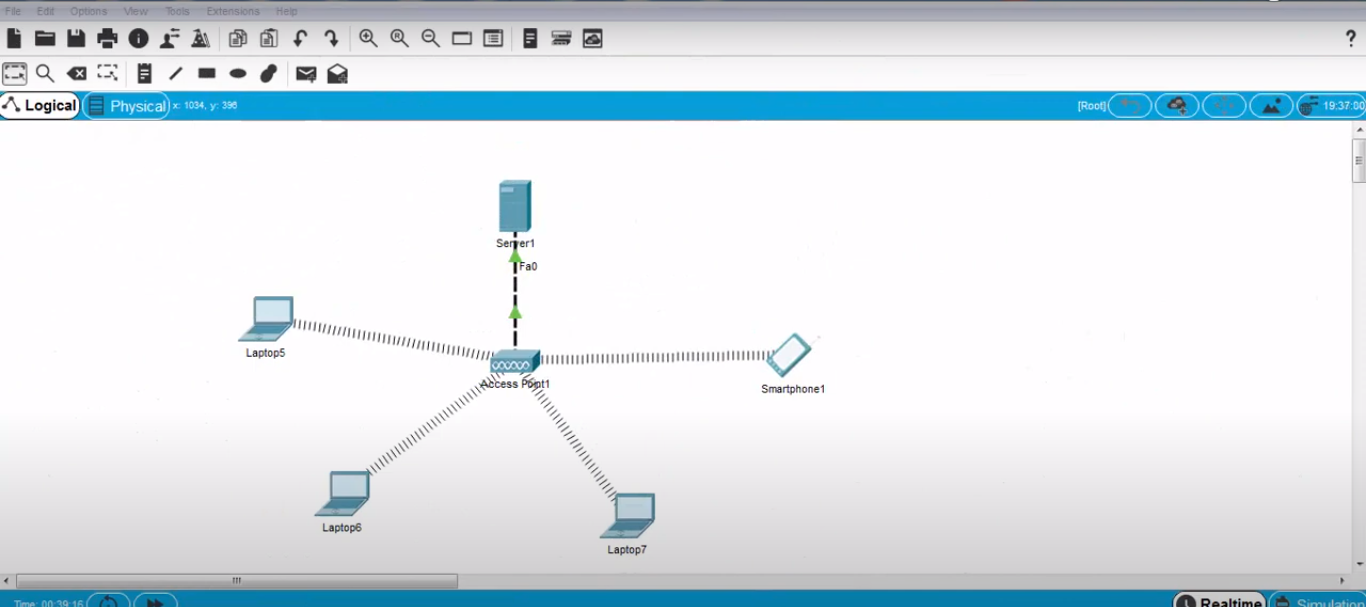 File Edit Options View Tools Extensions Help
Logical Physical x: 1034, y: 396 [Root] 19:37:00
Server1
Fa0
Laptop5
Access Point1
Smartphone1
Laptop6
Laptop7
Time: 00:39:16 Realtime Simulation